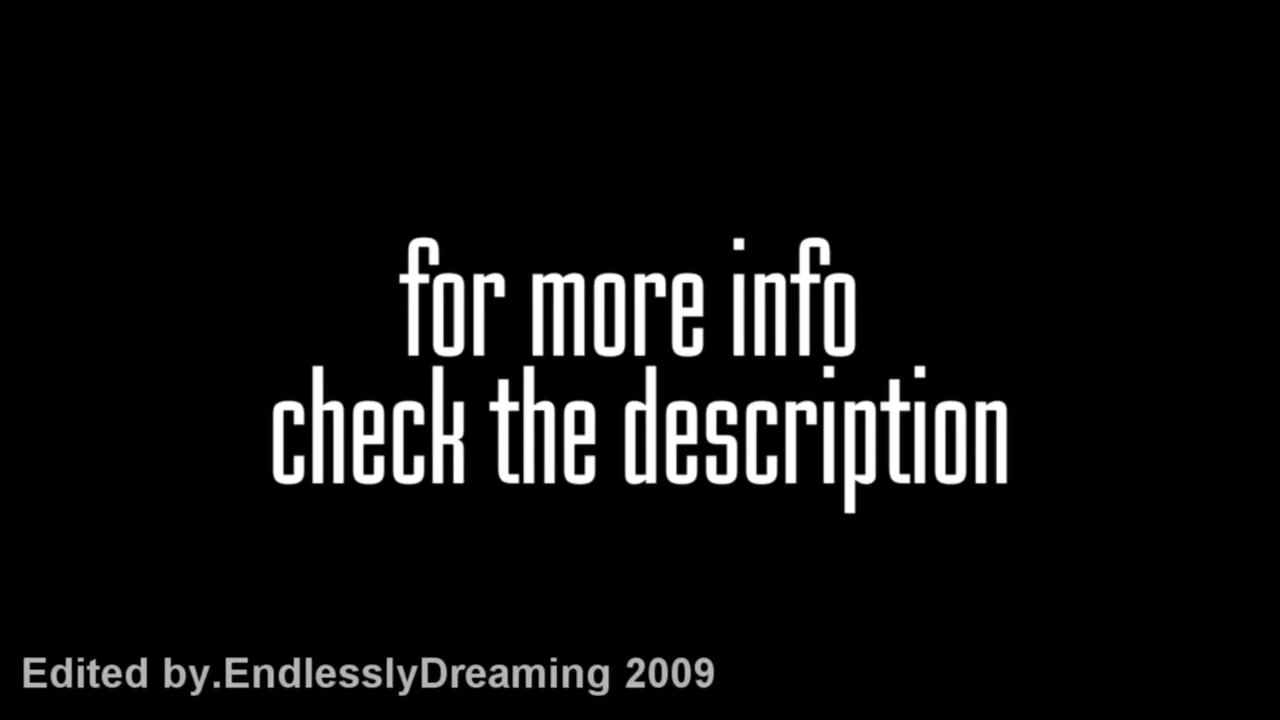 for more info
check the description
Edited by.EndlesslyDreaming 2009